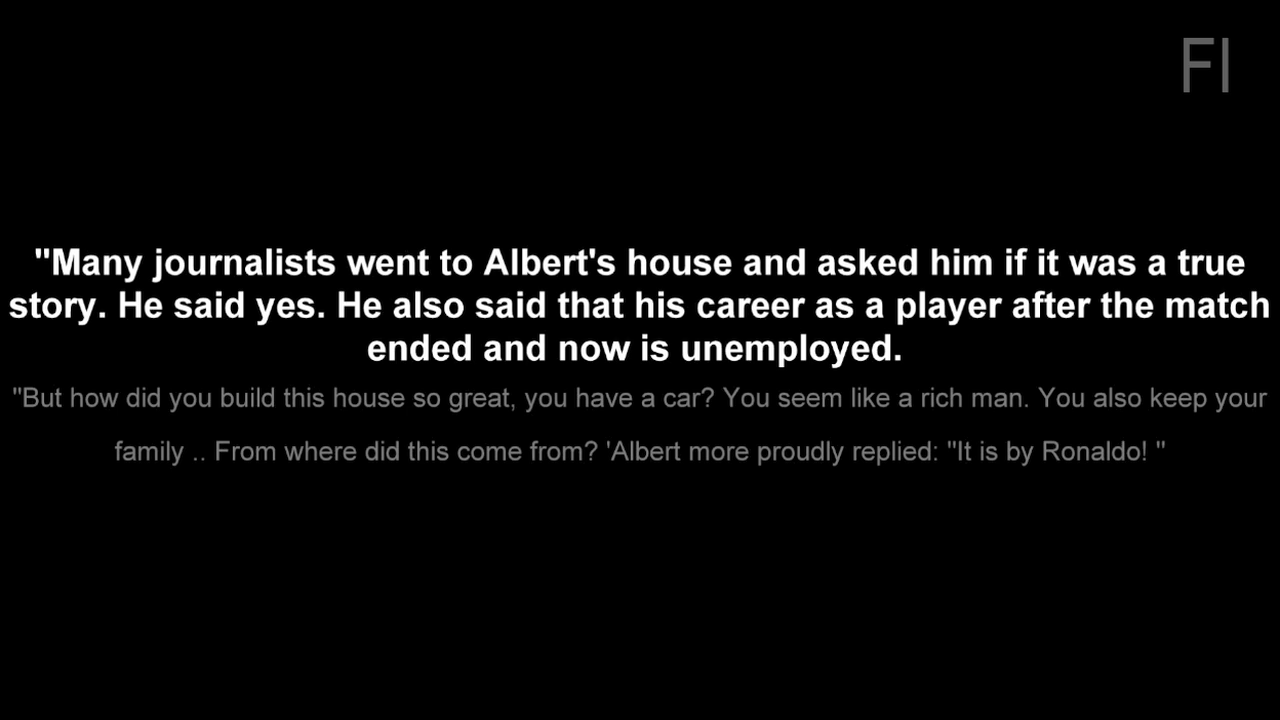 FI
"Many journalists went to Albert's house and asked him if it was a true
story. He said yes. He also said that his career as a player after the match
ended and now is unemployed.
"But how did you build this house so great, you have a car? You seem like a rich man. You also keep your
family .. From where did this come from? 'Albert more proudly replied: "It is by Ronaldo! "